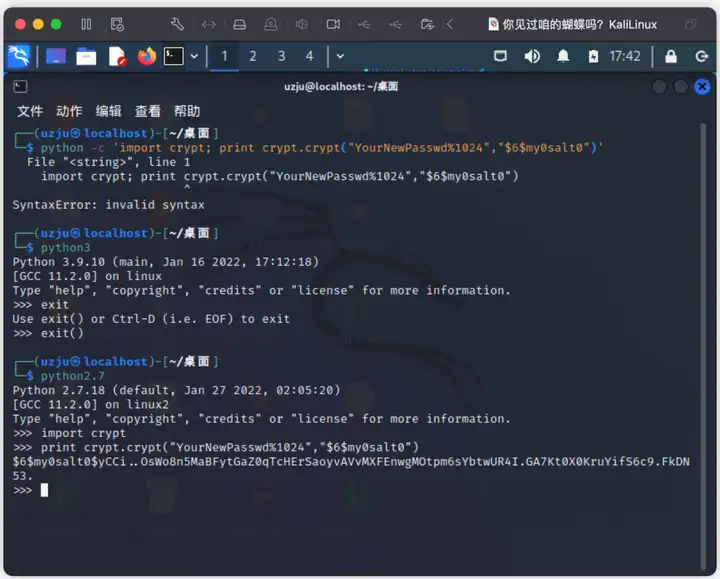 你见过咱的蝴蝶吗? KaliLinux
1 2 3 4 17:42
uzju@localhost: ~/桌面
文件 动作 编辑 查看 帮助
┌──(uzju㉿localhost)-[~/桌面]
└─$ python -c 'import crypt; print crypt.crypt("YourNewPasswd%1024","$6$my0salt0")'
File "<string>", line 1
import crypt; print crypt.crypt("YourNewPasswd%1024","$6$my0salt0")
^
SyntaxError: invalid syntax
┌──(uzju㉿localhost)-[~/桌面]
└─$ python3
Python 3.9.10 (main, Jan 16 2022, 17:12:18)
[GCC 11.2.0] on linux
Type "help", "copyright", "credits" or "license" for more information.
>>> exit
Use exit() or Ctrl-D (i.e. EOF) to exit
>>> exit()
┌──(uzju㉿localhost)-[~/桌面]
└─$ python2.7
Python 2.7.18 (default, Jan 27 2022, 02:05:20)
[GCC 11.2.0] on linux2
Type "help", "copyright", "credits" or "license" for more information.
>>> import crypt
>>> print crypt.crypt("YourNewPasswd%1024","$6$my0salt0")
$6$my0salt0$yCCi..OsWo8n5MaBFytGaZ0qTcHErSaoyvAVvMXFEnwgMOtpm6sYbtwUR4I.GA7Kt0X0KruYifS6c9.FkDN
53.
>>>